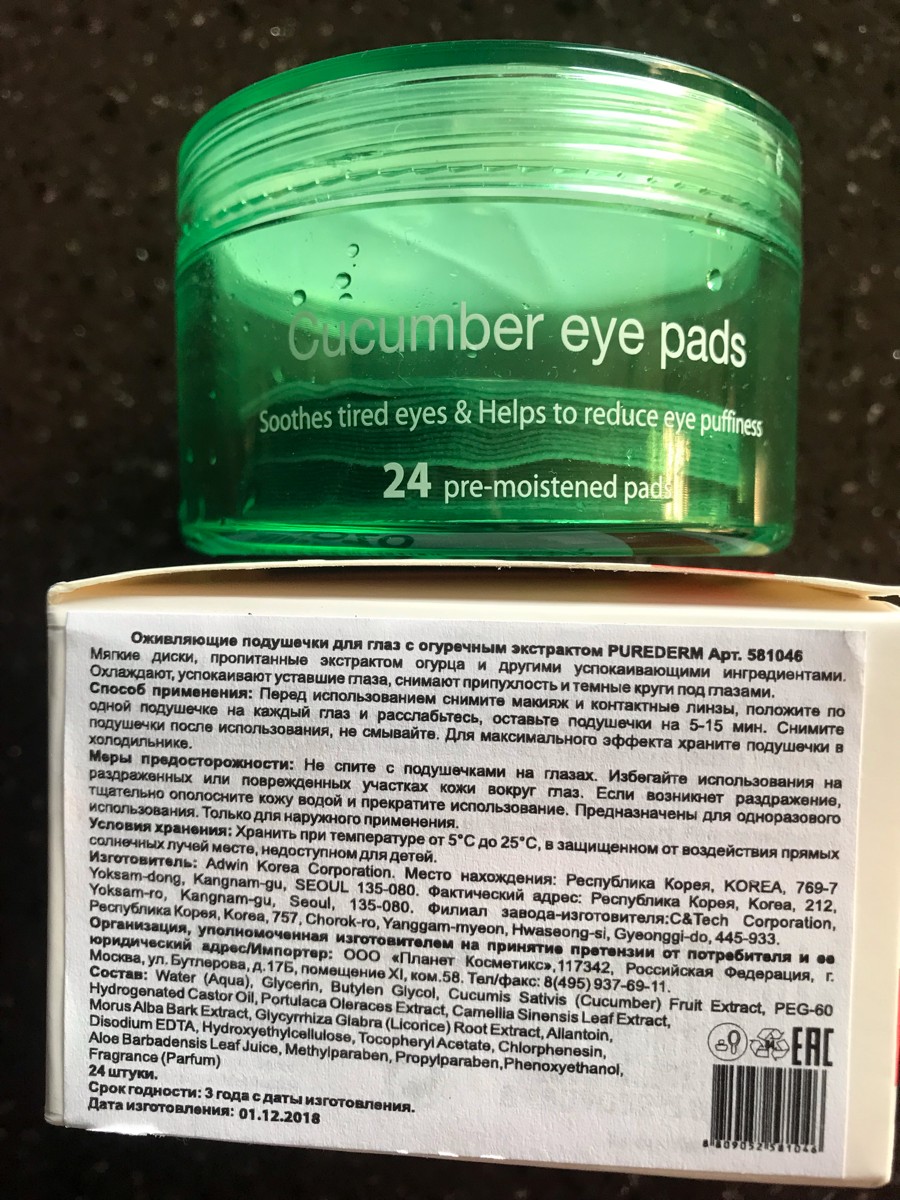 Cucumber eye pads
Soothes tired eyes & Helps to reduce eye puffiness
24 pre-moistened pads
Оживляющие подушечки для глаз с огуречным экстрактом PUREDERM Арт. 581046
Мягкие диски, пропитанные экстрактом огурца и другими успокаивающими ингредиентами.
Охлаждают, успокаивают уставшие глаза, снимают припухлость и темные круги под глазами.
Способ применения: Перед использованием снимите макияж и контактные линзы, положите по
одной подушечке на каждый глаз и расслабьтесь, оставьте подушечки на 5-15 мин. Снимите
подушечки после использования, не смывайте. Для максимального эффекта храните подушечки в
холодильнике.
Меры предосторожности: Не спите с подушечками на глазах. Избегайте использования на
раздраженных или поврежденных участках кожи вокруг глаз. Если возникнет раздражение,
тщательно ополосните кожу водой и прекратите использование. Предназначены для одноразового
использования. Только для наружного применения.
Условия хранения: Хранить при температуре от 5°C до 25°C, в защищенном от воздействия прямых
солнечных лучей месте, недоступном для детей.
Изготовитель: Adwin Korea Corporation. Место нахождения: Республика Корея, KOREA, 769-7
Yoksam-dong, Kangnam-gu, SEOUL 135-080. Фактический адрес: Республика Корея, Korea, 212,
Yoksam-ro, Kangnam-gu, Seoul, 135-080. Филиал завода-изготовителя:C&Tech Corporation,
Республика Корея, Korea, 757, Chorok-ro, Yanggam-myeon, Hwaseong-si, Gyeonggi-do, 445-933.
Организация, уполномоченная изготовителем на принятие претензии от потребителя и ее
юридический адрес/Импортер: ООО «Планет Косметикс»,117342, Российская Федерация, г.
Москва, ул. Бутлерова, д.17Б, помещение XI, ком.58. Тел/факс: 8(495) 937-69-11.
Состав: Water (Aqua), Glycerin, Butylen Glycol, Cucumis Sativis (Cucumber) Fruit Extract, PEG-60
Hydrogenated Castor Oil, Portulaca Oleraces Extract, Camellia Sinensis Leaf Extract,
Morus Alba Bark Extract, Glycyrrhiza Glabra (Licorice) Root Extract, Allantoin,
Disodium EDTA, Hydroxyethylcellulose, Tocopheryl Acetate, Chlorphenesin,
Aloe Barbadensis Leaf Juice, Methylparaben, Propylparaben,Phenoxyethanol,
Fragrance (Parfum)
24 штуки.
Срок годности: 3 года с даты изготовления.
Дата изготовления: 01.12.2018
EAC
8 809052 581046